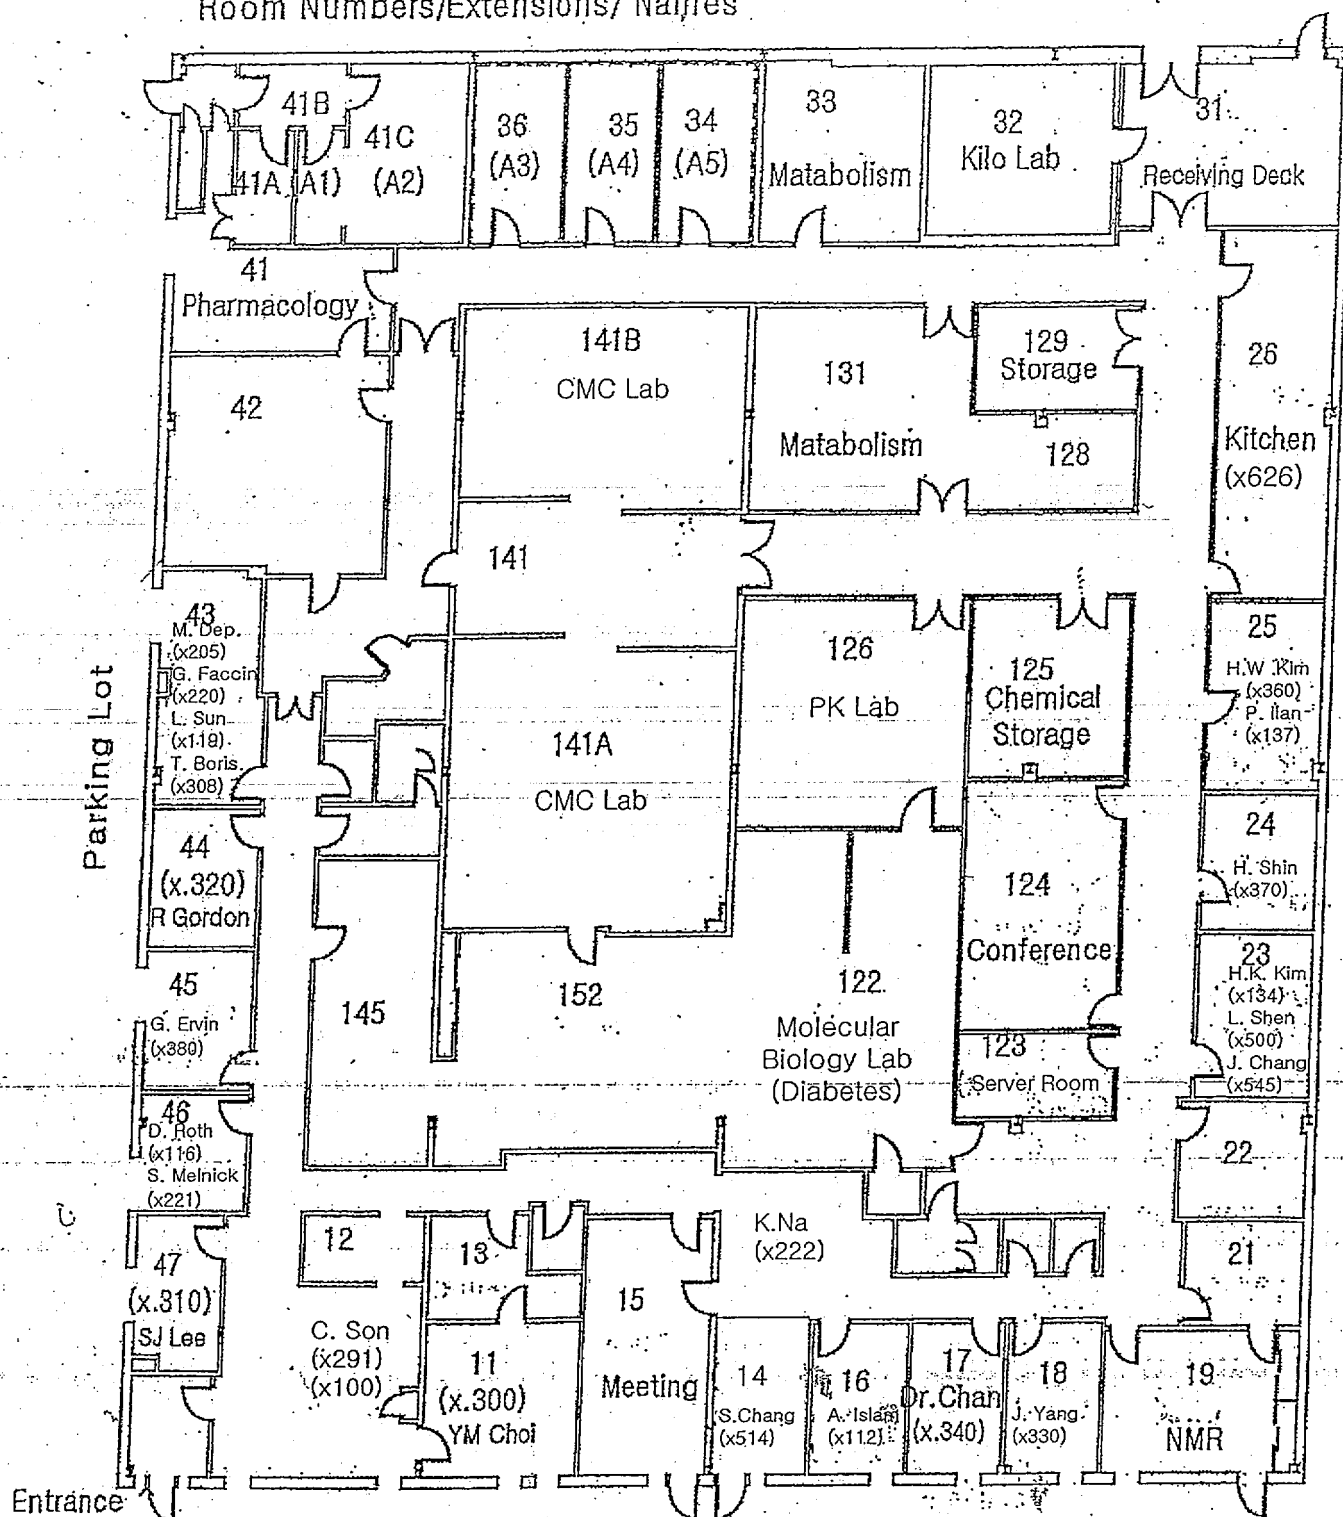 Room Numbers/Extensions/ Names
41B
41C
(A2)
41A
(A1)
36
(A3)
35
(A4)
34
(A5)
33
Matabolism
32
Kilo Lab
31
Receiving Deck
41
Pharmacology
42
141B
CMC Lab
131
Matabolism
129
Storage
128
26
Kitchen
(x626)
141
43
M. Dep.
(x205)
G. Faccin
(x220)
L. Sun
(x119)
T. Boris
(x308)
Parking Lot
141A
CMC Lab
126
PK Lab
125
Chemical
Storage
25
H.W Kim
(x360)
(x137)
44
(x.320)
R Gordon
24
H. Shin
(x370)
124
Conference
45
G. Ervin
(x380)
145
152
122
Molecular
Biology Lab
(Diabetes)
123
Server Room
23
H.K. Kim
(x134)
L. Shen
(x500)
J. Chang
(x545)
46
D. Roth
(x116)
S. Melnick
(x221)
22
47
(x.310)
SJ Lee
12
13
K.Na
(x222)
21
C. Son
(x291)
(x100)
11
(x.300)
YM Choi
15
Meeting
14
S.Chang
(x514)
16
A. Islam
(x112)
17
Dr.Chan
(x.340)
18
J. Yang
(x330)
19
NMR
Entrance